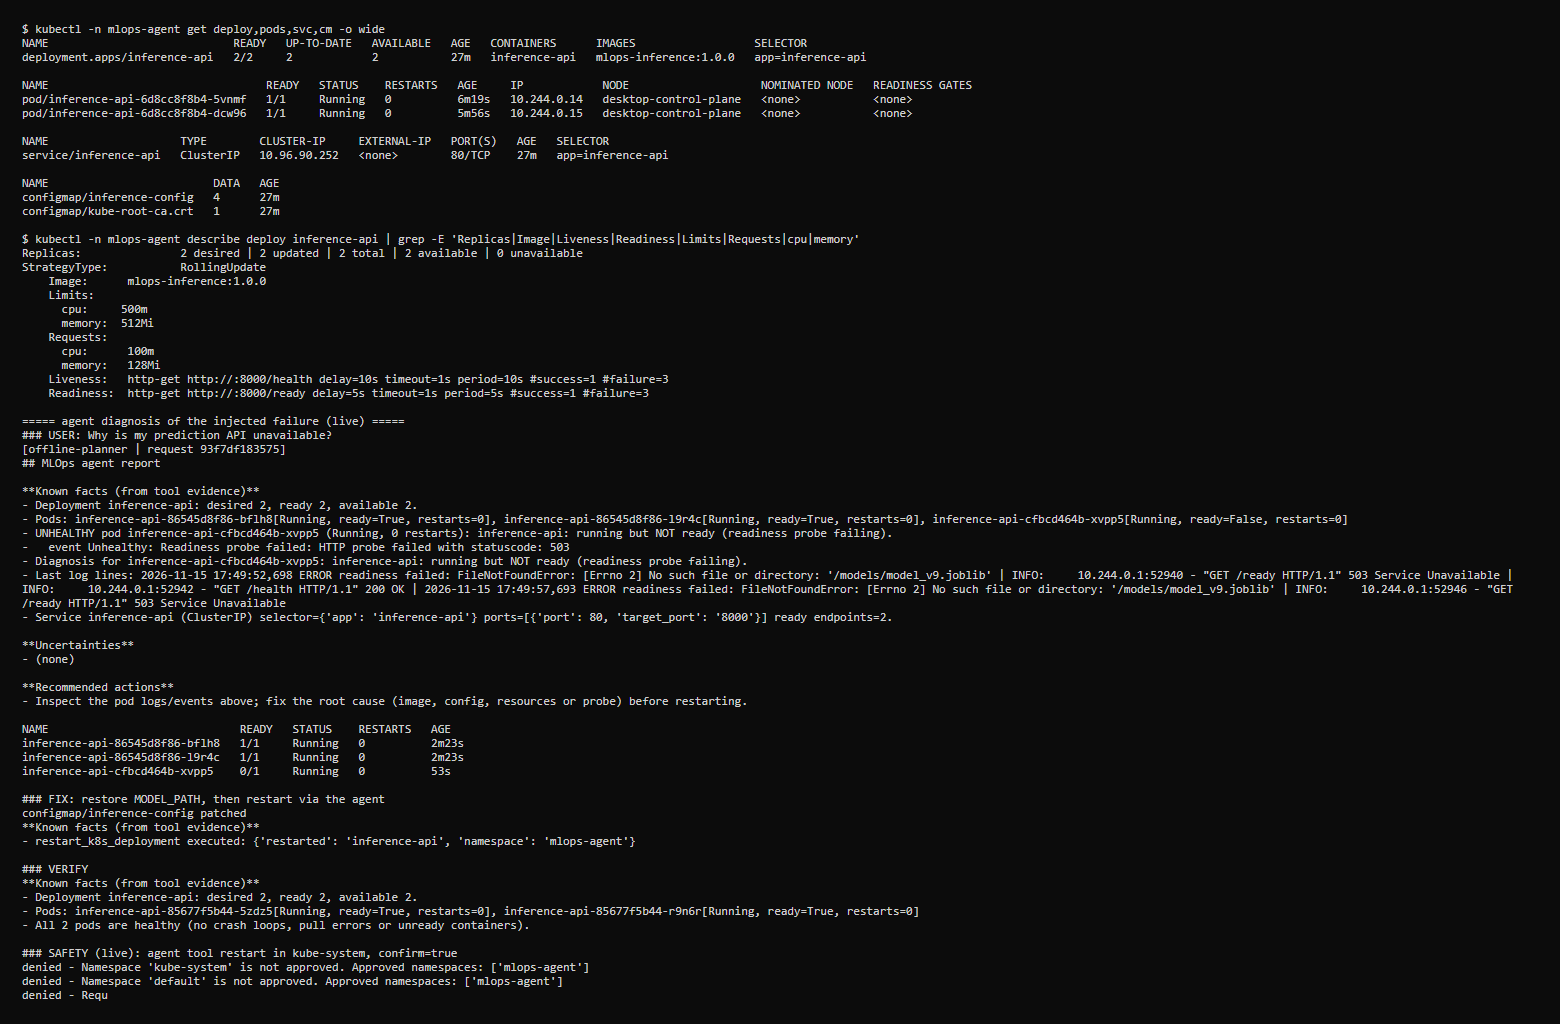 $ kubectl -n mlops-agent get deploy,pods,svc,cm -o wide
NAME                            READY   UP-TO-DATE   AVAILABLE   AGE   CONTAINERS      IMAGES                  SELECTOR
deployment.apps/inference-api   2/2     2            2           27m   inference-api   mlops-inference:1.0.0   app=inference-api
NAME                                 READY   STATUS    RESTARTS   AGE     IP            NODE                    NOMINATED NODE   READINESS GATES
pod/inference-api-6d8cc8f8b4-5vnmf   1/1     Running   0          6m19s   10.244.0.14   desktop-control-plane   <none>           <none>
pod/inference-api-6d8cc8f8b4-dcw96   1/1     Running   0          5m56s   10.244.0.15   desktop-control-plane   <none>           <none>
NAME                    TYPE        CLUSTER-IP     EXTERNAL-IP   PORT(S)   AGE   SELECTOR
service/inference-api   ClusterIP   10.96.90.252   <none>        80/TCP    27m   app=inference-api
NAME                         DATA   AGE
configmap/inference-config   4      27m
configmap/kube-root-ca.crt   1      27m
$ kubectl -n mlops-agent describe deploy inference-api | grep -E 'Replicas|Image|Liveness|Readiness|Limits|Requests|cpu|memory'
Replicas:               2 desired | 2 updated | 2 total | 2 available | 0 unavailable
StrategyType:           RollingUpdate
    Image:      mlops-inference:1.0.0
    Limits:
      cpu:     500m
      memory:  512Mi
    Requests:
      cpu:      100m
      memory:   128Mi
    Liveness:   http-get http://:8000/health delay=10s timeout=1s period=10s #success=1 #failure=3
    Readiness:  http-get http://:8000/ready delay=5s timeout=1s period=5s #success=1 #failure=3
===== agent diagnosis of the injected failure (live) =====
### USER: Why is my prediction API unavailable?
[offline-planner | request 93f7df183575]
## MLOps agent report
**Known facts (from tool evidence)**
- Deployment inference-api: desired 2, ready 2, available 2.
- Pods: inference-api-86545d8f86-bflh8[Running, ready=True, restarts=0], inference-api-86545d8f86-l9r4c[Running, ready=True, restarts=0], inference-api-cfbcd464b-xvpp5[Running, ready=False, restarts=0]
- UNHEALTHY pod inference-api-cfbcd464b-xvpp5 (Running, 0 restarts): inference-api: running but NOT ready (readiness probe failing).
-   event Unhealthy: Readiness probe failed: HTTP probe failed with statuscode: 503
- Diagnosis for inference-api-cfbcd464b-xvpp5: inference-api: running but NOT ready (readiness probe failing).
- Last log lines: 2026-11-15 17:49:52,698 ERROR readiness failed: FileNotFoundError: [Errno 2] No such file or directory: '/models/model_v9.joblib' | INFO:     10.244.0.1:52940 - "GET /ready HTTP/1.1" 503 Service Unavailable |
INFO:     10.244.0.1:52942 - "GET /health HTTP/1.1" 200 OK | 2026-11-15 17:49:57,693 ERROR readiness failed: FileNotFoundError: [Errno 2] No such file or directory: '/models/model_v9.joblib' | INFO:     10.244.0.1:52946 - "GET
/ready HTTP/1.1" 503 Service Unavailable
- Service inference-api (ClusterIP) selector={'app': 'inference-api'} ports=[{'port': 80, 'target_port': '8000'}] ready endpoints=2.
**Uncertainties**
- (none)
**Recommended actions**
- Inspect the pod logs/events above; fix the root cause (image, config, resources or probe) before restarting.
NAME                             READY   STATUS    RESTARTS   AGE
inference-api-86545d8f86-bflh8   1/1     Running   0          2m23s
inference-api-86545d8f86-l9r4c   1/1     Running   0          2m23s
inference-api-cfbcd464b-xvpp5    0/1     Running   0          53s
### FIX: restore MODEL_PATH, then restart via the agent
configmap/inference-config patched
**Known facts (from tool evidence)**
- restart_k8s_deployment executed: {'restarted': 'inference-api', 'namespace': 'mlops-agent'}
### VERIFY
**Known facts (from tool evidence)**
- Deployment inference-api: desired 2, ready 2, available 2.
- Pods: inference-api-85677f5b44-5zdz5[Running, ready=True, restarts=0], inference-api-85677f5b44-r9n6r[Running, ready=True, restarts=0]
- All 2 pods are healthy (no crash loops, pull errors or unready containers).
### SAFETY (live): agent tool restart in kube-system, confirm=true
denied - Namespace 'kube-system' is not approved. Approved namespaces: ['mlops-agent']
denied - Namespace 'default' is not approved. Approved namespaces: ['mlops-agent']
denied - Requ